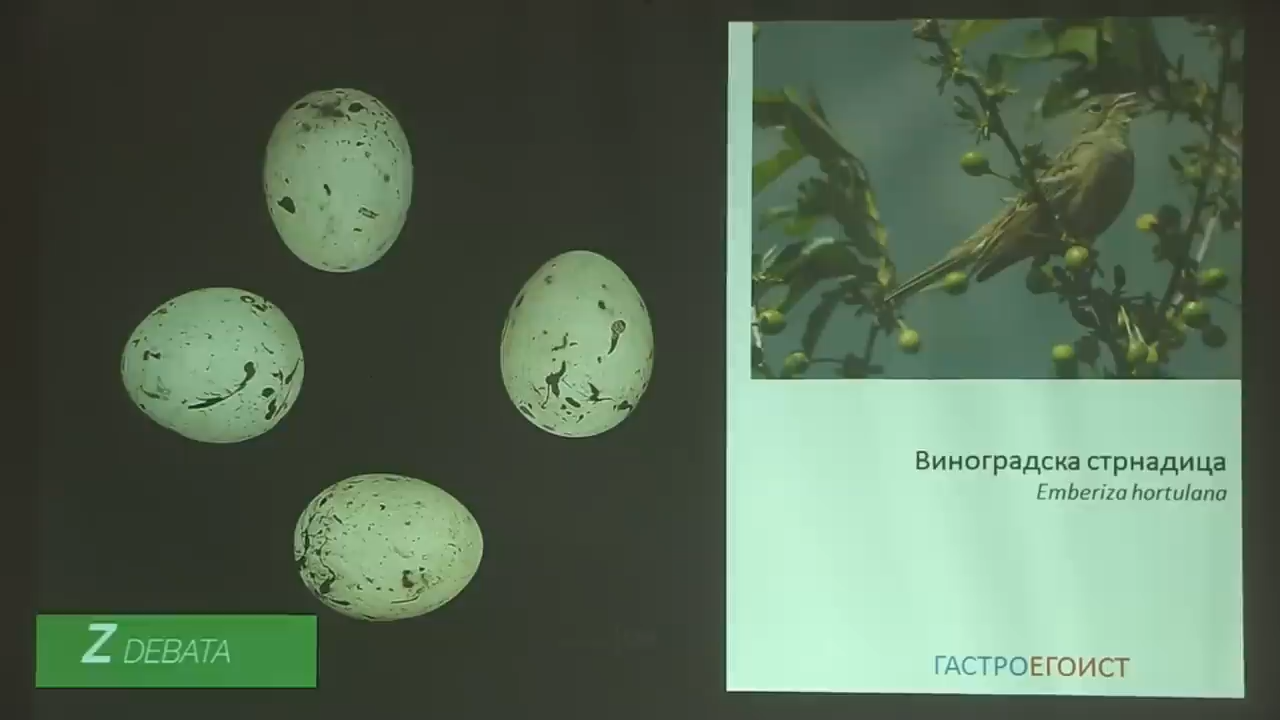 Виноградска стрнадица
Emberiza hortulana
ГАСТРОЕГОИСТ
Z DEBATA